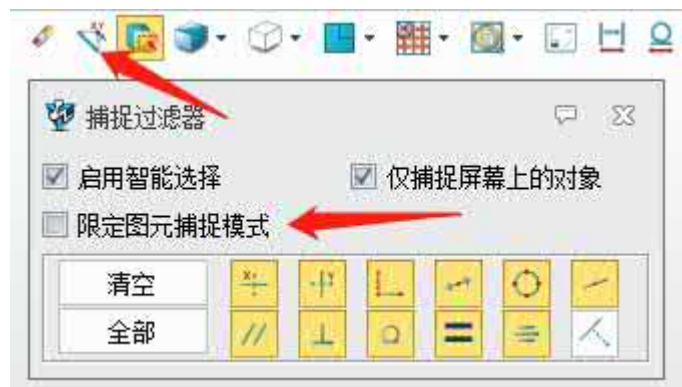 捕捉过滤器
启用智能选择 仅捕捉屏幕上的对象
限定图元捕捉模式
清空
全部